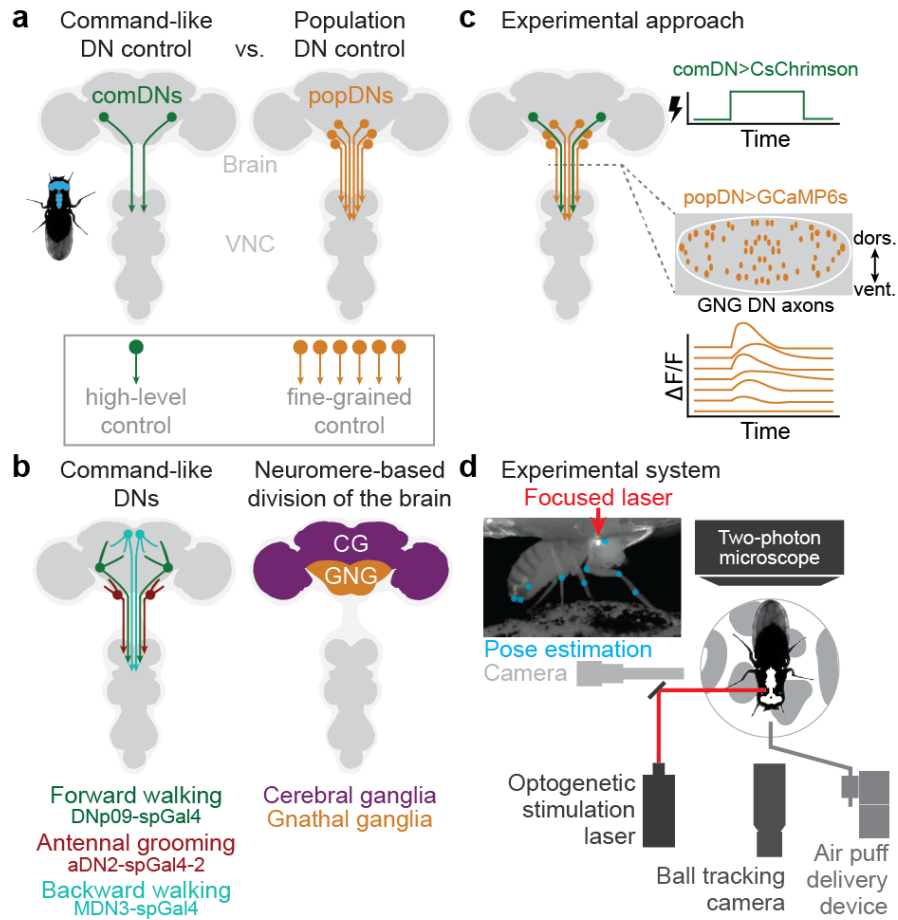 a
Command-like
DN control
vs.
Population
DN control
comDNs
popDNs
Brain
VNC
high-level
control
fine-grained
control
b
Command-like
DNs
Forward walking
DNp09-spGal4
Antennal grooming
aDN2-spGal4-2
Backward walking
MDN3-spGal4
Neuromere-based
division of the brain
CG
GNG
Cerebral ganglia
Gnathal ganglia
c
Experimental approach
comDN>CsChrimson
Time
popDN>GCaMP6s
dors.
vent.
GNG DN axons
ΔF/F
Time
d
Experimental system
Focused laser
Two-photon
microscope
Pose estimation
Camera
Optogenetic
stimulation
laser
Ball tracking
camera
Air puff
delivery
device